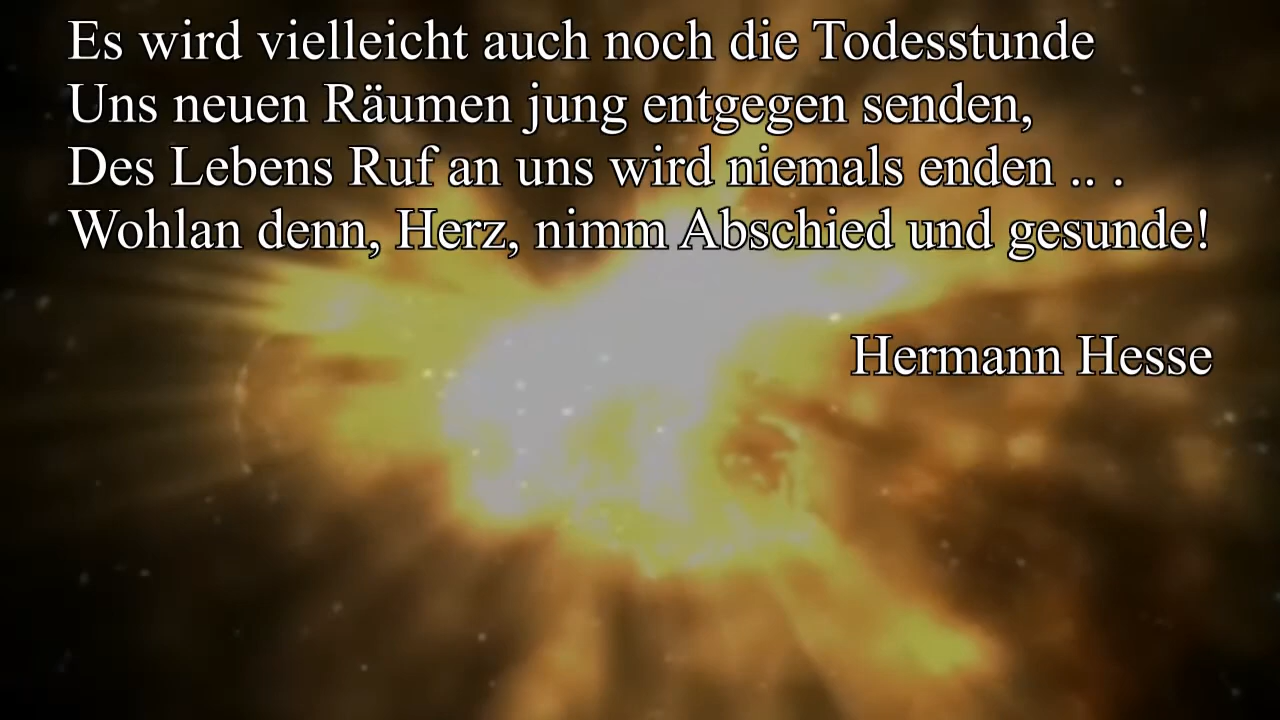 Es wird vielleicht auch noch die Todesstunde
Uns neuen Räumen jung entgegen senden,
Des Lebens Ruf an uns wird niemals enden .. .
Wohlan denn, Herz, nimm Abschied und gesunde!
Hermann Hesse